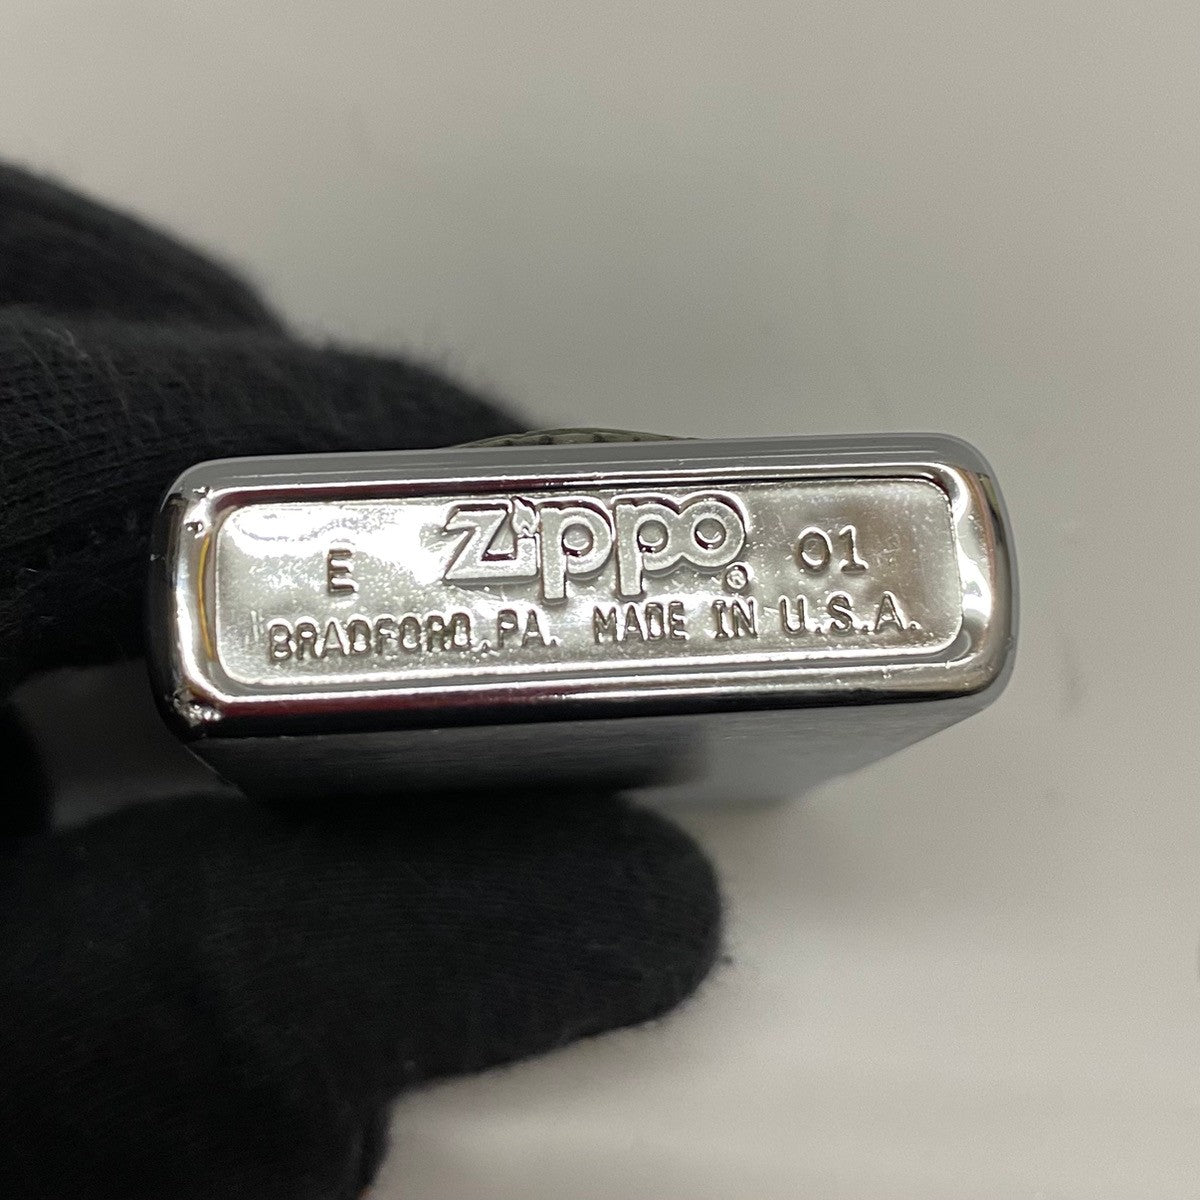 E Zippo® 01
BRADFORD, PA. MADE IN U.S.A.